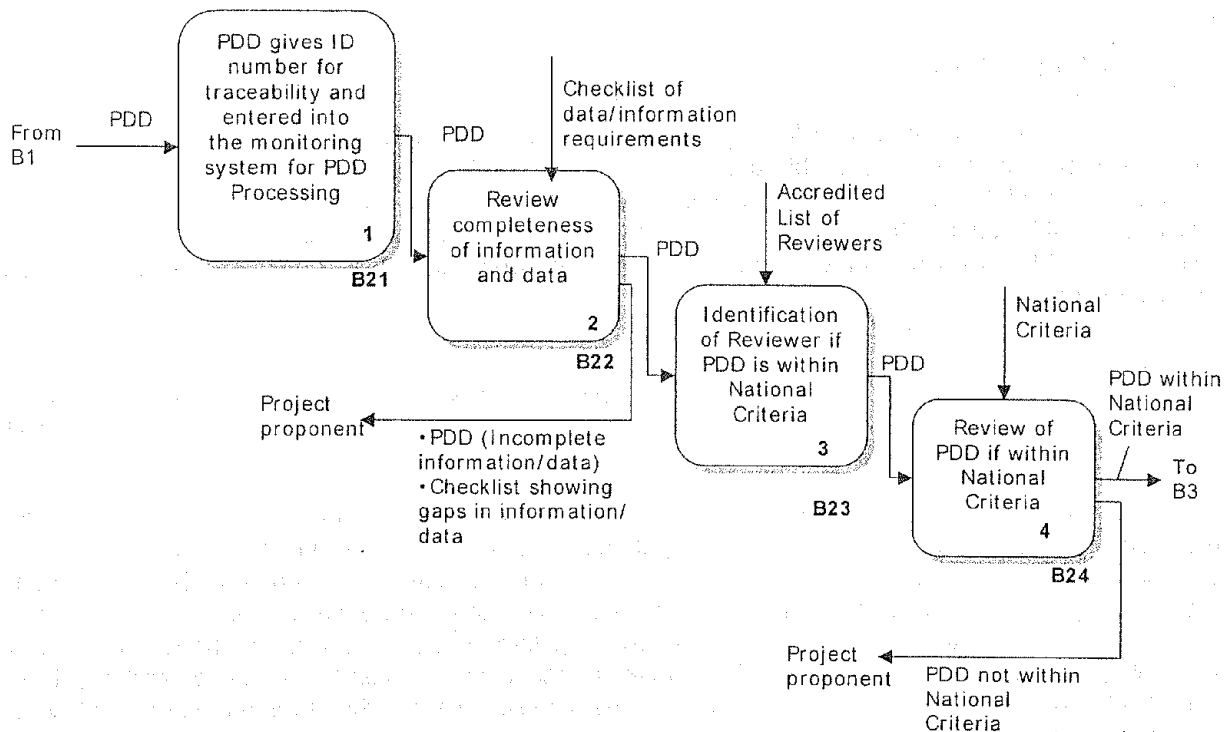 PDD gives ID
number for
traceability and
entered into
the monitoring
system for PDD
Processing
1
B21
From
B1
PDD
PDD
Checklist of
data/information
requirements
Review
completeness
of information
and data
2
B22
PDD
Accredited
List of
Reviewers
Project
proponent
•PDD (Incomplete
information/data)
•Checklist showing
gaps in information/
data
Identification
of Reviewer if
PDD is within
National
Criteria
3
B23
PDD
National
Criteria
Review of
PDD if within
National
Criteria
4
B24
PDD within
National
Criteria
To
B3
Project
proponent
PDD not within
National
Criteria